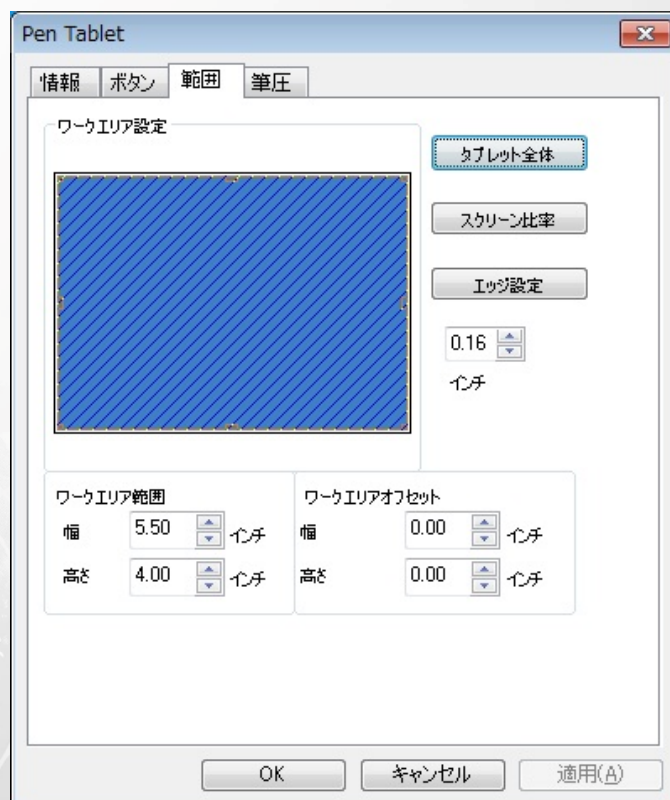 Pen Tablet
情報 ボタン 範囲 筆圧
ワークエリア設定
タブレット全体
スクリーン比率
エッジ設定
0.16
インチ
ワークエリア範囲
幅 5.50 インチ
高さ 4.00 インチ
ワークエリアオフセット
幅 0.00 インチ
高さ 0.00 インチ
OK キャンセル 適用(A)